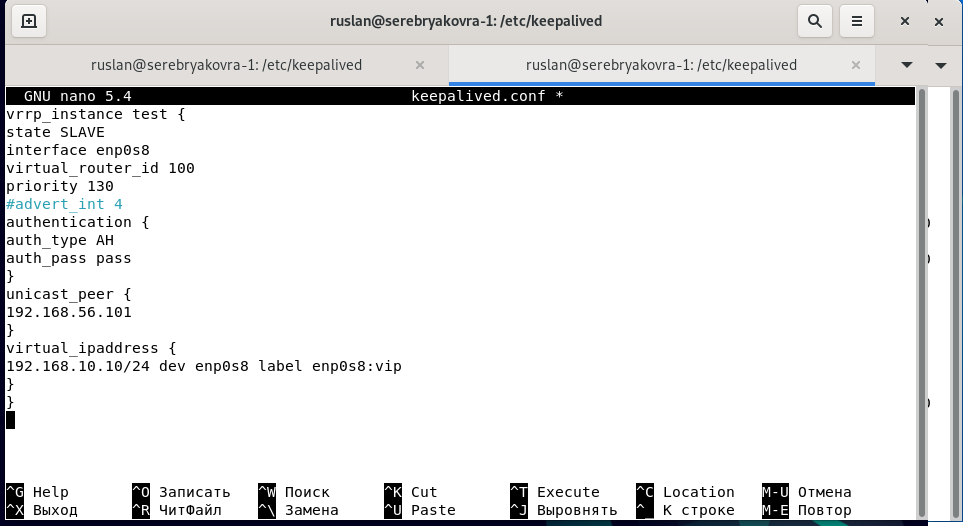 ruslan@serebryakovra-1: /etc/keepalived
ruslan@serebryakovra-1: /etc/keepalived
ruslan@serebryakovra-1: /etc/keepalived
GNU nano 5.4 keepalived.conf *
vrrp_instance test {
state SLAVE
interface enp0s8
virtual_router_id 100
priority 130
#advert_int 4
authentication {
auth_type AH
auth_pass pass
}
unicast_peer {
192.168.56.101
}
virtual_ipaddress {
192.168.10.10/24 dev enp0s8 label enp0s8:vip
}
}
^G Help ^O Записать ^W Поиск ^K Cut ^T Execute ^C Location M-U Отмена
^X Выход ^R ЧитФайл ^\ Замена ^U Paste ^J Выровнять ^_ К строке M-E Повтор